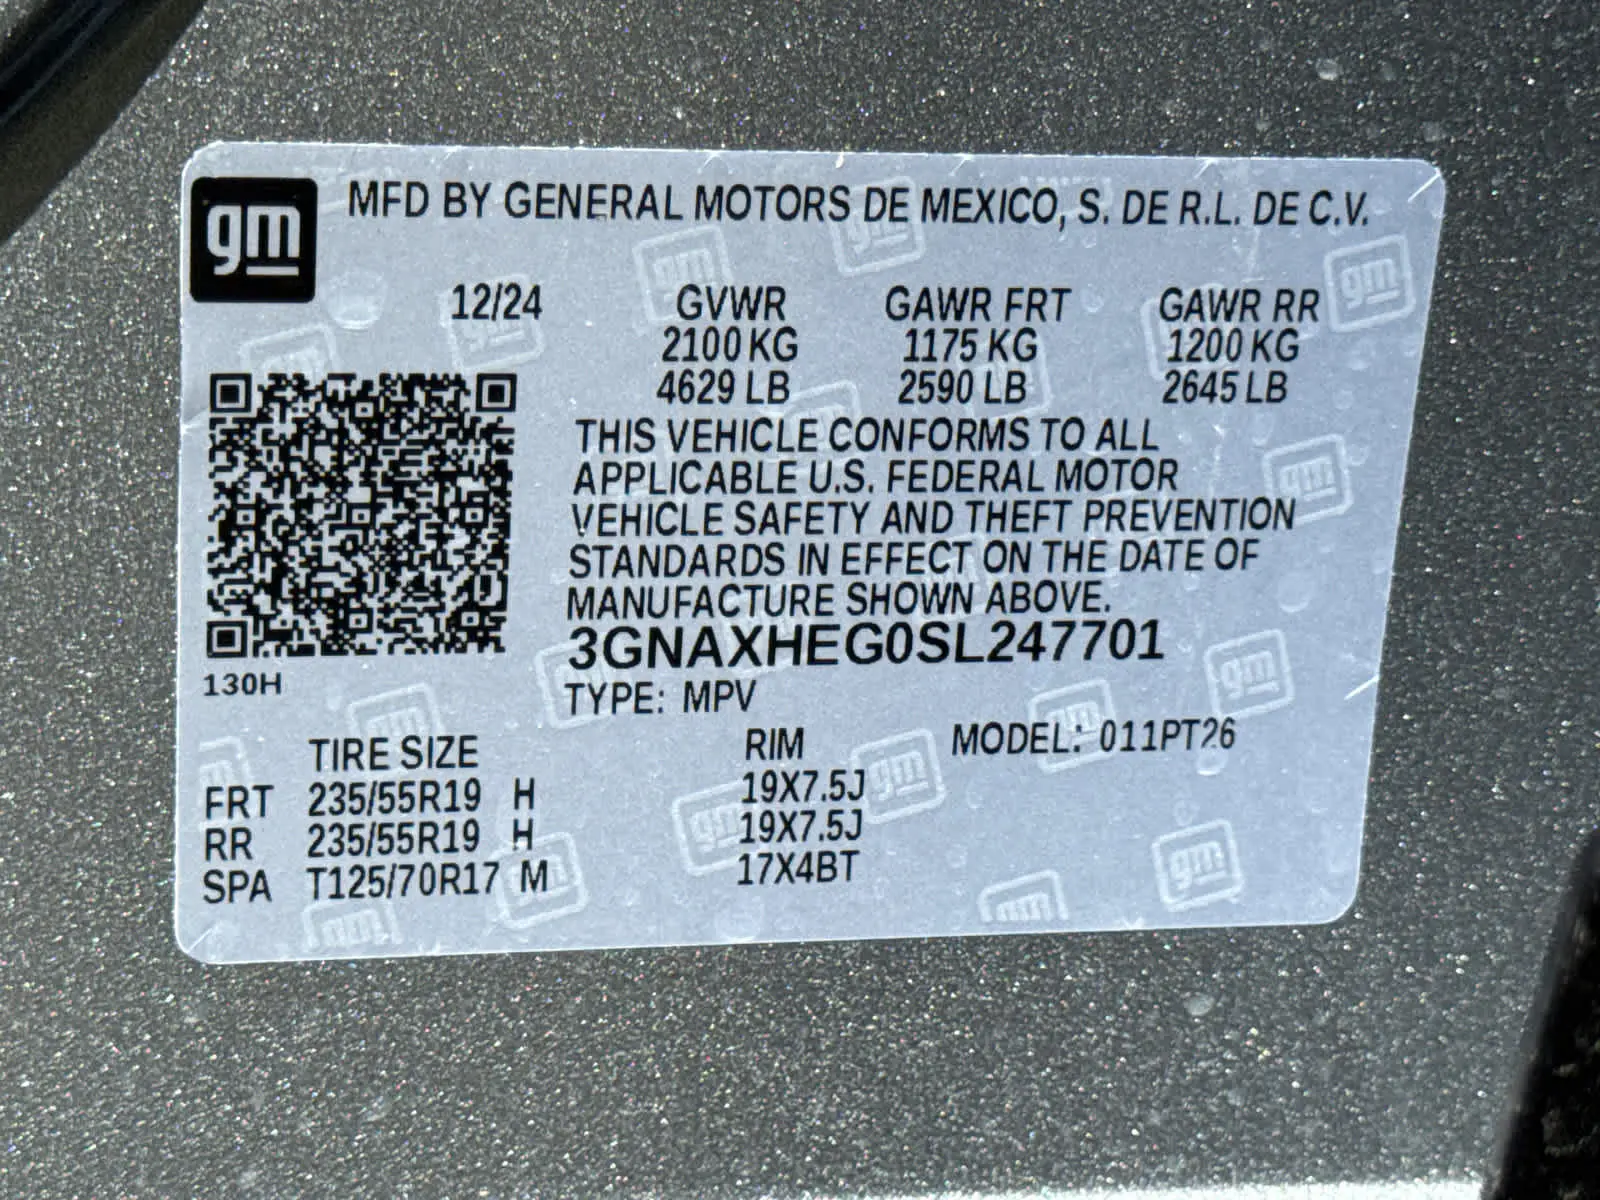 gm
MFD BY GENERAL MOTORS DE MEXICO, S. DE R.L. DE C.V.
12/24 GVWR GAWR FRT GAWR RR
2100 KG 1175 KG 1200 KG
4629 LB 2590 LB 2645 LB
THIS VEHICLE CONFORMS TO ALL
APPLICABLE U.S. FEDERAL MOTOR
VEHICLE SAFETY AND THEFT PREVENTION
STANDARDS IN EFFECT ON THE DATE OF
MANUFACTURE SHOWN ABOVE.
3GNAXHEG0SL247701
130H
TYPE: MPV
TIRE SIZE RIM MODEL: 011PT26
FRT 235/55R19 H 19X7.5J
RR 235/55R19 H 19X7.5J
SPA T125/70R17 M 17X4BT